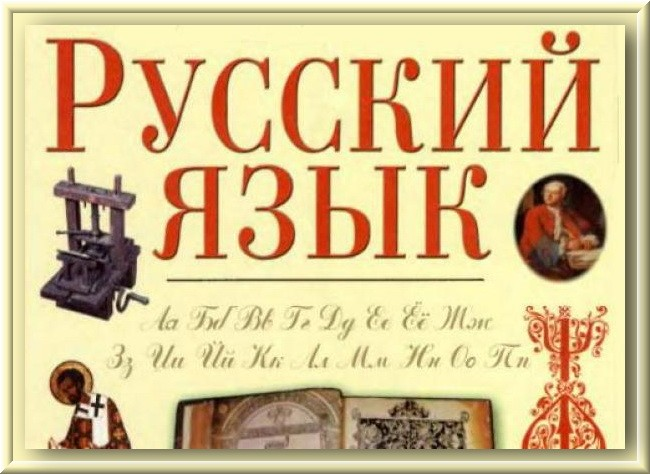 Русский
язык
Аа Бб Вв Гг Дд Ее Ёё Жж
Зз Ии Йй Кк Лл Мм Нн Оо Пп